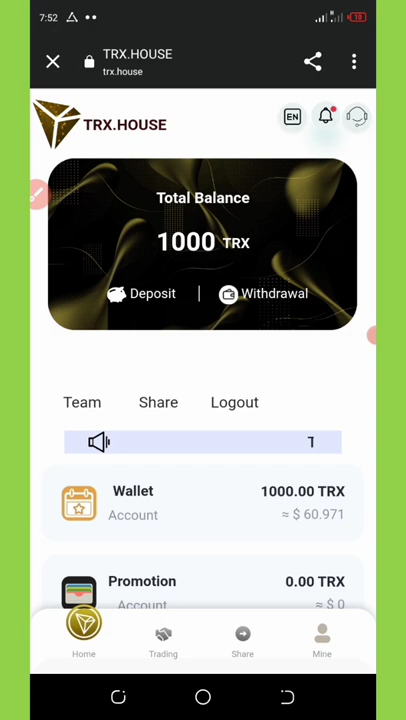 7:52
18
TRX.HOUSE
trx.house
TRX.HOUSE
EN
Total Balance
1000 TRX
Deposit | Withdrawal
Team Share Logout
Wallet 1000.00 TRX
Account ≈ $ 60.971
Promotion 0.00 TRX
Account ≈ $ 0
Home Trading Share Mine